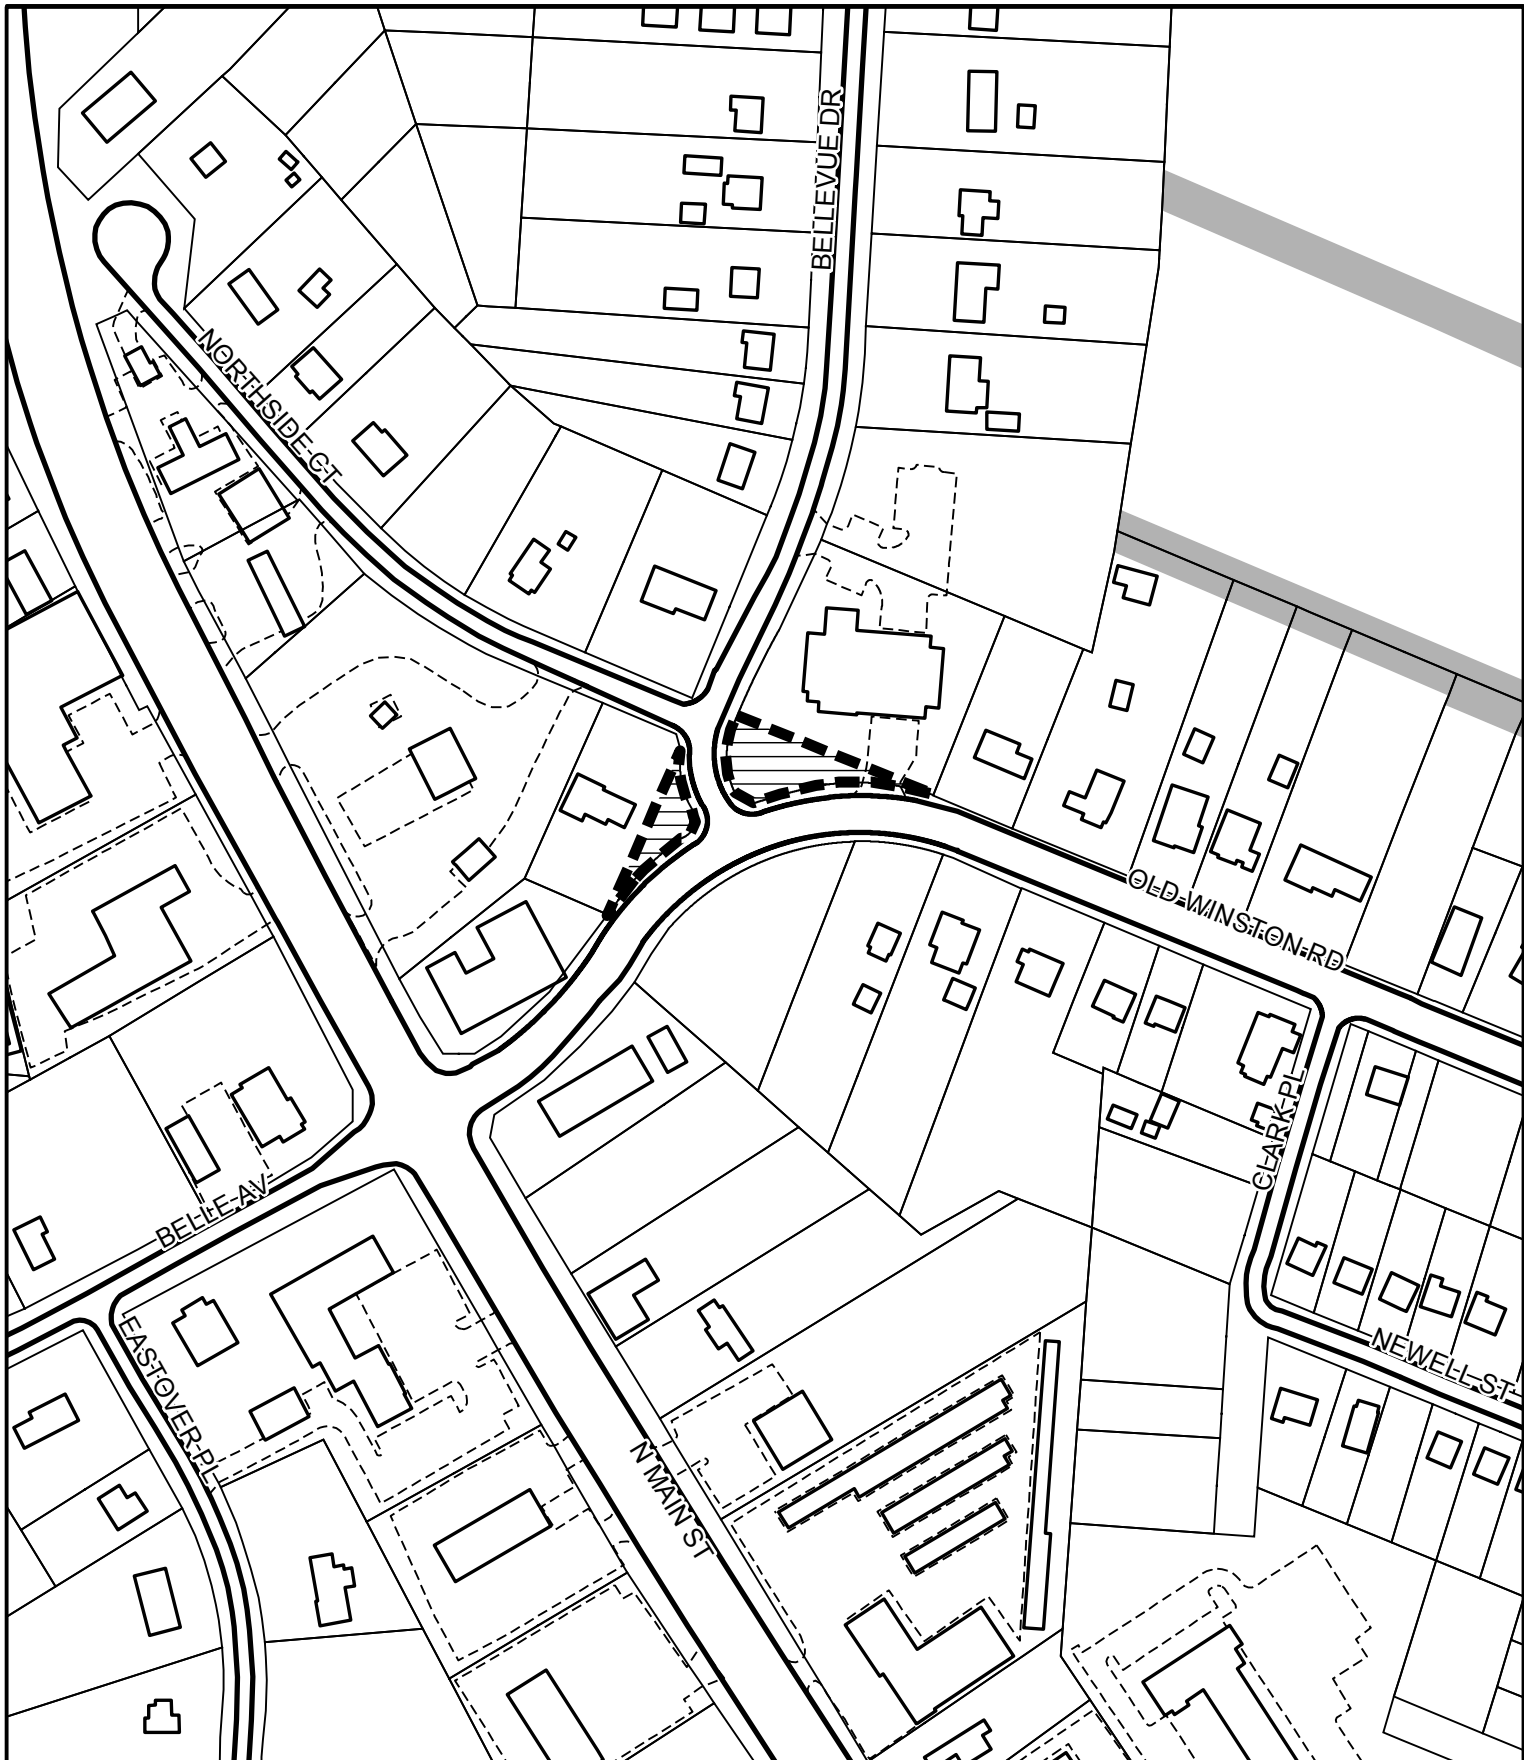 BELLEVUE DR
NORTHSIDE CT
OLD WINSTON RD
CLARK PL
BELLE AV
EASTOVER PL
NEWELL ST
N MAIN ST